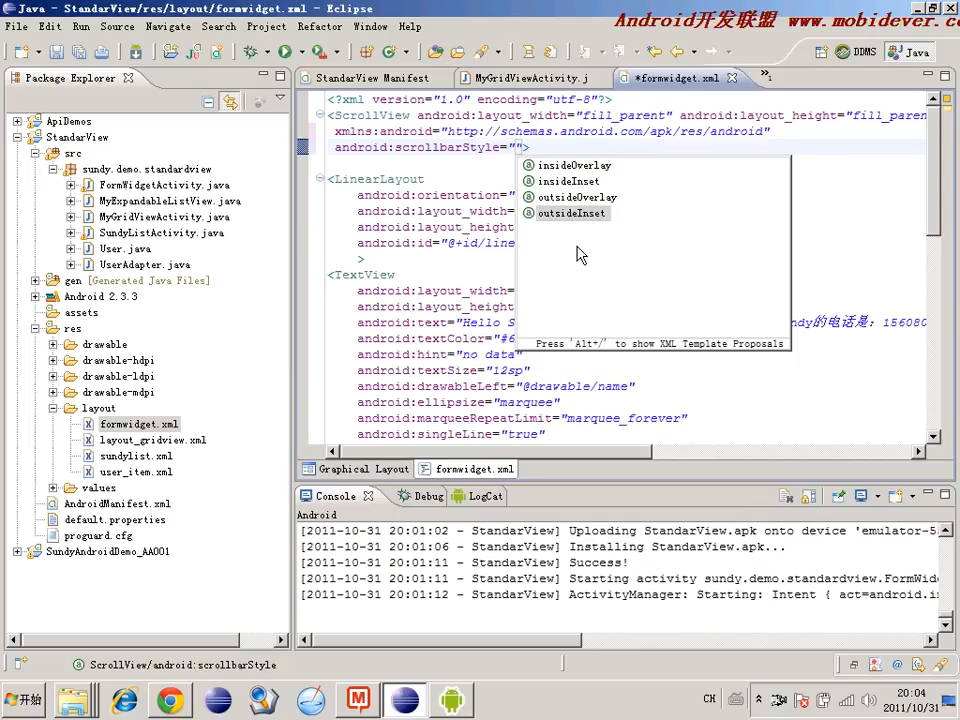 Java - StandarView/res/layout/formwidget.xml - Eclipse
Android开发联盟 www.mobidever.co
File Edit Run Source Navigate Search Project Refactor Window Help
DDMS Java
Package Explorer
StandarView Manifest
MyGridViewActivity.j
*formwidget.xml
»1
ApiDemos
StandarView
src
sundy.demo.standardview
FormWidgetActivity.java
MyExpandableListView.java
MyGridViewActivity.java
SundyListActivity.java
User.java
UserAdapter.java
gen [Generated Java Files]
Android 2.3.3
assets
res
drawable
drawable-hdpi
drawable-ldpi
drawable-mdpi
layout
formwidget.xml
layout_gridview.xml
sundylist.xml
user_item.xml
values
AndroidManifest.xml
default.properties
proguard.cfg
SundyAndroidDemo_AA001
<?xml version="1.0" encoding="utf-8"?>
<ScrollView android:layout_width="fill_parent" android:layout_height="fill_paren
xmlns:android="http://schemas.android.com/apk/res/android"
android:scrollbarStyle="">
<LinearLayout
android:orientation="
android:layout_width=
android:layout_height
android:id="@+id/line
>
<TextView
android:layout_width=
android:layout_height
android:text="Hello S
ndy的电话是：156080
android:textColor="#6
android:hint="no data"
android:textSize="12sp"
android:drawableLeft="@drawable/name"
android:ellipsize="marquee"
android:marqueeRepeatLimit="marquee_forever"
android:singleLine="true"
insideOverlay
insideInset
outsideOverlay
outsideInset
Press 'Alt+/' to show XML Template Proposals
Graphical Layout
formwidget.xml
Console
Debug
LogCat
Android
[2011-10-31 20:01:02 - StandarView] Uploading StandarView.apk onto device 'emulator-5
[2011-10-31 20:01:06 - StandarView] Installing StandarView.apk...
[2011-10-31 20:01:11 - StandarView] Success!
[2011-10-31 20:01:11 - StandarView] Starting activity sundy.demo.standardview.FormWid
[2011-10-31 20:01:12 - StandarView] ActivityManager: Starting: Intent { act=android.i
ScrollView/android:scrollbarStyle
开始
CH
20:04
2011/10/31